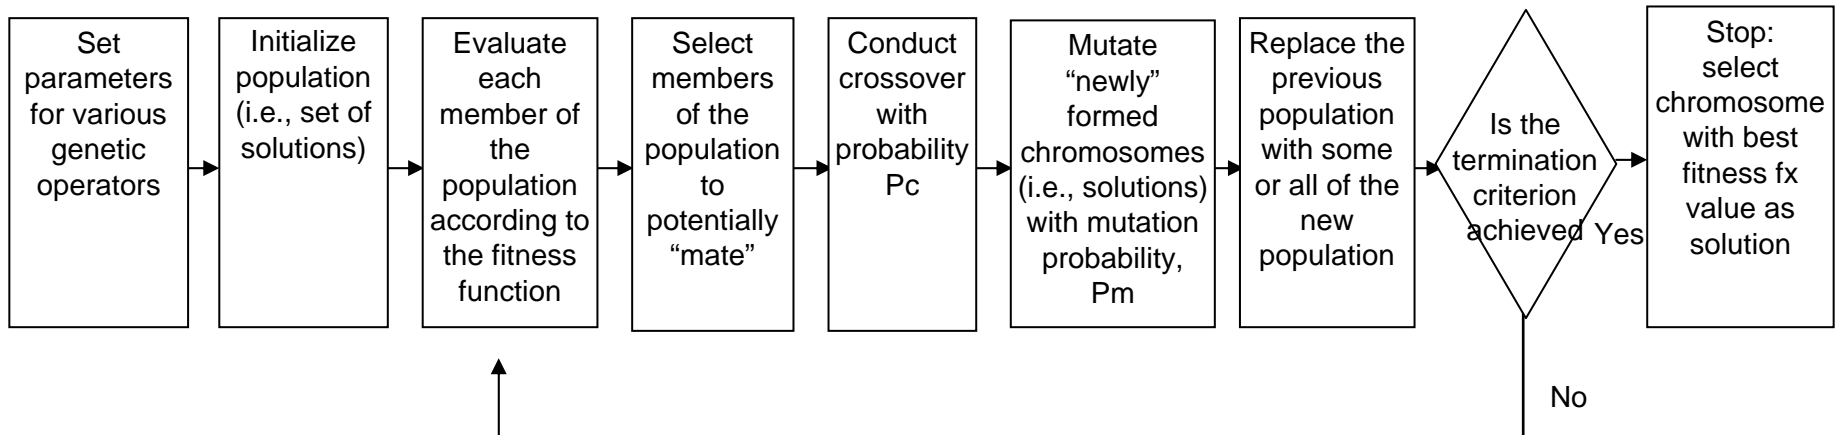 Set
parameters
for various
genetic
operators
Initialize
population
(i.e., set of
solutions)
Evaluate
each
member of
the
population
according to
the fitness
function
Select
members
of the
population
to
potentially
“mate”
Conduct
crossover
with
probability
Pc
Mutate
“newly”
formed
chromosomes
(i.e., solutions)
with mutation
probability,
Pm
Replace the
previous
population
with some
or all of the
new
population
Is the
termination
criterion
achieved
Yes
No
Stop:
select
chromosome
with best
fitness fx
value as
solution